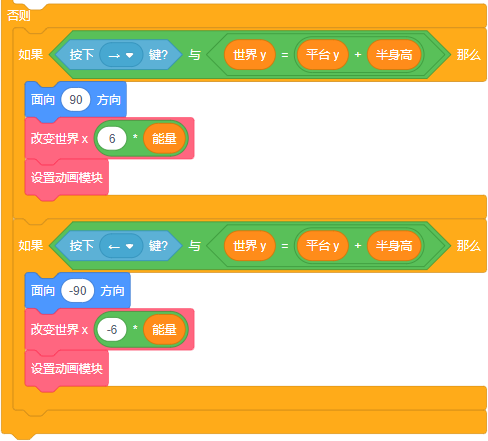 否则
如果 按下 → 键? 与 世界 y = 平台 y + 半身高 那么
面向 90 方向
改变世界 x 6 * 能量
设置动画模块
如果 按下 ← 键? 与 世界 y = 平台 y + 半身高 那么
面向 -90 方向
改变世界 x -6 * 能量
设置动画模块